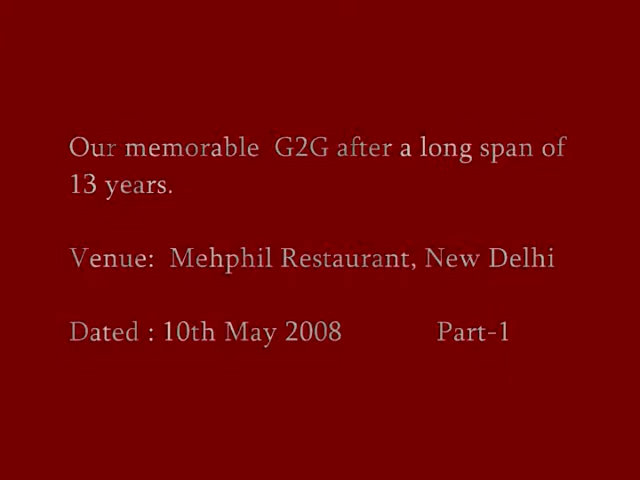 Our memorable  G2G after a long span of
13 years.
Venue:  Mehphil Restaurant, New Delhi
Dated : 10th May 2008 Part-1